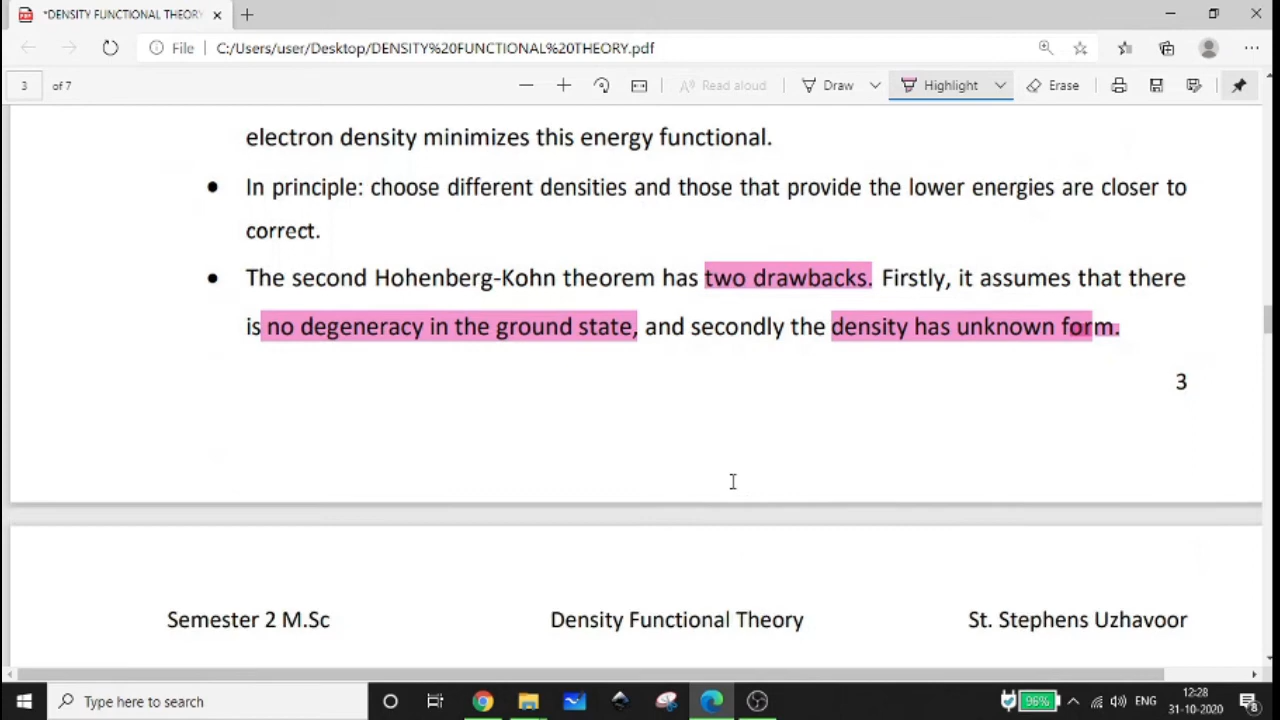 *DENSITY FUNCTIONAL THEORY
File C:/Users/user/Desktop/DENSITY%20FUNCTIONAL%20THEORY.pdf
3 of 7 Read aloud Draw Highlight Erase
electron density minimizes this energy functional.
• In principle: choose different densities and those that provide the lower energies are closer to
correct.
• The second Hohenberg-Kohn theorem has two drawbacks. Firstly, it assumes that there
is no degeneracy in the ground state, and secondly the density has unknown form.
3
Semester 2 M.Sc Density Functional Theory St. Stephens Uzhavoor
Type here to search 96% ENG 12:28
31-10-2020 8